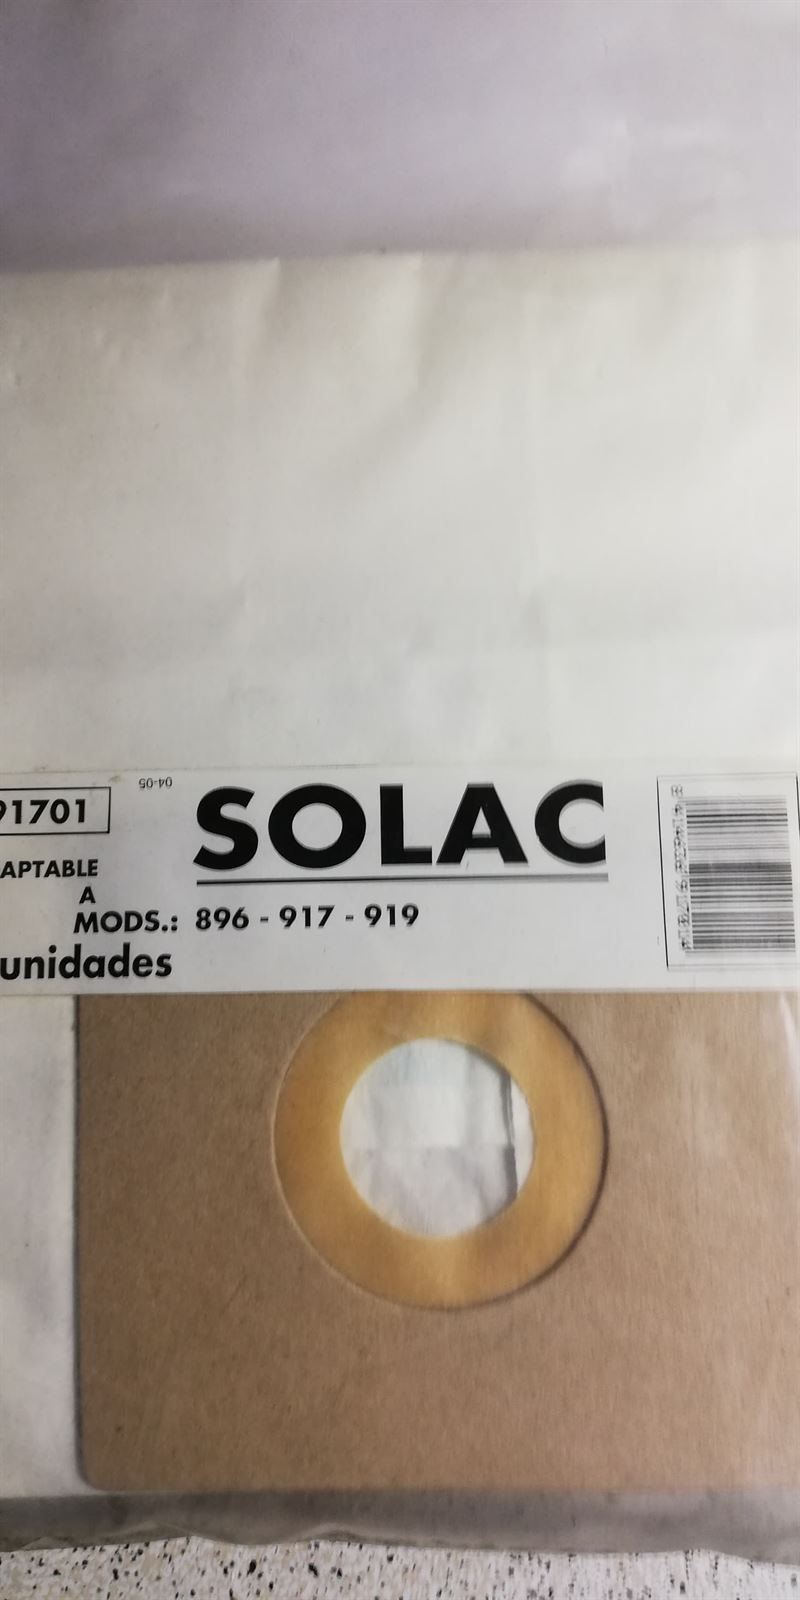 91701
04-05
SOLAC
APTABLE
A
MODS.: 896 - 917 - 919
unidades